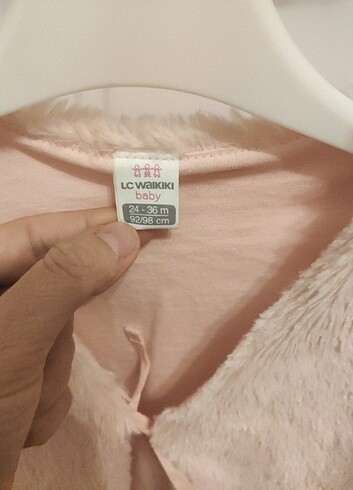 LC WAIKIKI
baby
24 - 36 m
92/98 cm